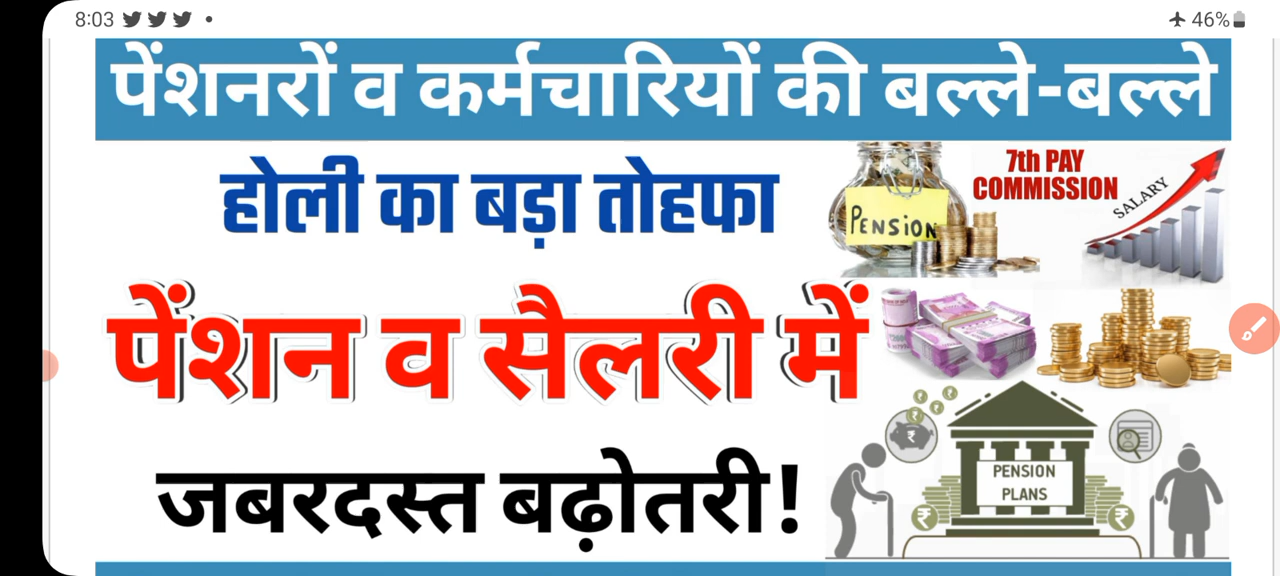 8:03
46%
पेंशनरों व कर्मचारियों की बल्ले-बल्ले
होली का बड़ा तोहफा
PENSION
7th PAY
COMMISSION
SALARY
पेंशन व सैलरी में
जबरदस्त बढ़ोतरी!
₹
₹
₹
₹
₹
PENSION
PLANS
₹
₹